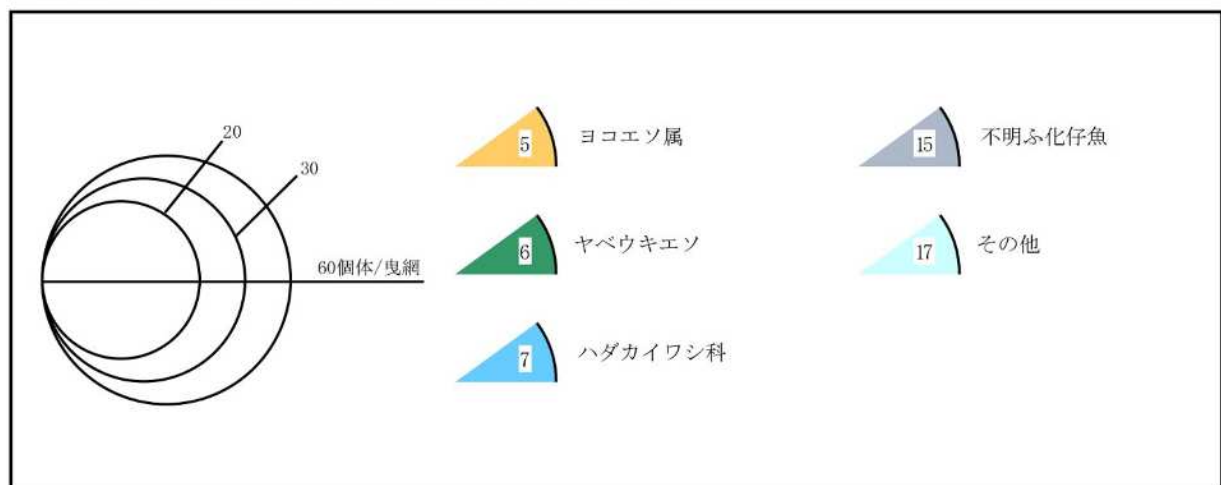 20
30
60個体/曳網
5 ヨコエソ属
6 ヤベウキエソ
7 ハダカイワシ科
15 不明ふ化仔魚
17 その他